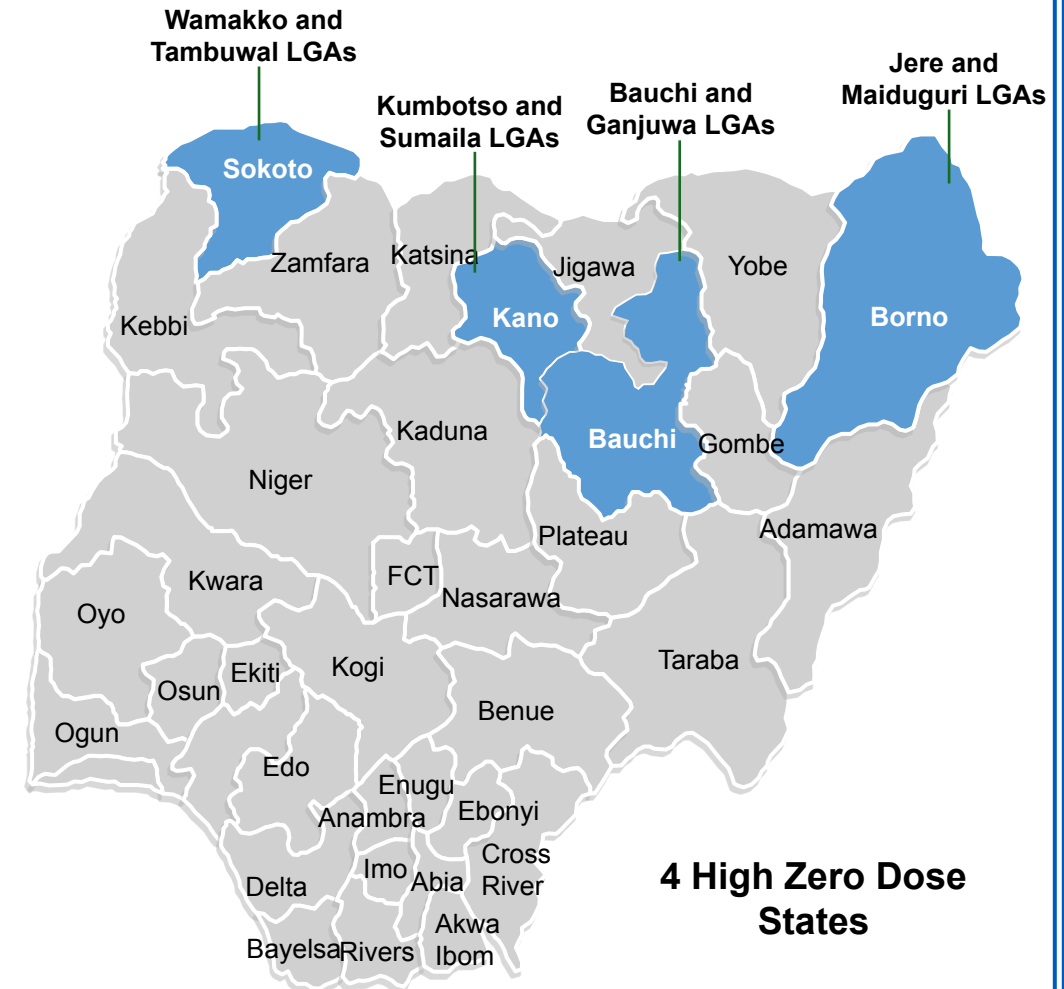 Wamakko and
Tambuwal LGAs
Kumbotso and
Sumaila LGAs
Bauchi and
Ganjuwa LGAs
Jere and
Maiduguri LGAs
Sokoto
Zamfara
Katsina
Jigawa
Yobe
Kebbi
Kano
Borno
Kaduna
Bauchi
Gombe
Niger
Plateau
Adamawa
FCT
Kwara
Nasarawa
Oyo
Kogi
Taraba
Ekiti
Osun
Benue
Ogun
Edo
Enugu
Anambra
Ebonyi
Cross
River
Imo
Abia
Delta
Akwa
Ibom
Bayelsa
Rivers
4 High Zero Dose
States